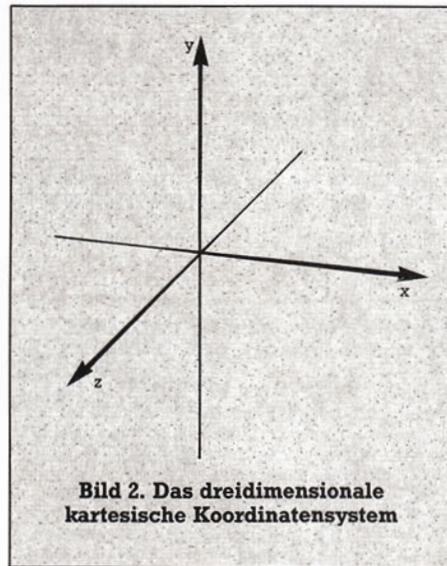 y
x
z
Bild 2. Das dreidimensionale
kartesische Koordinatensystem